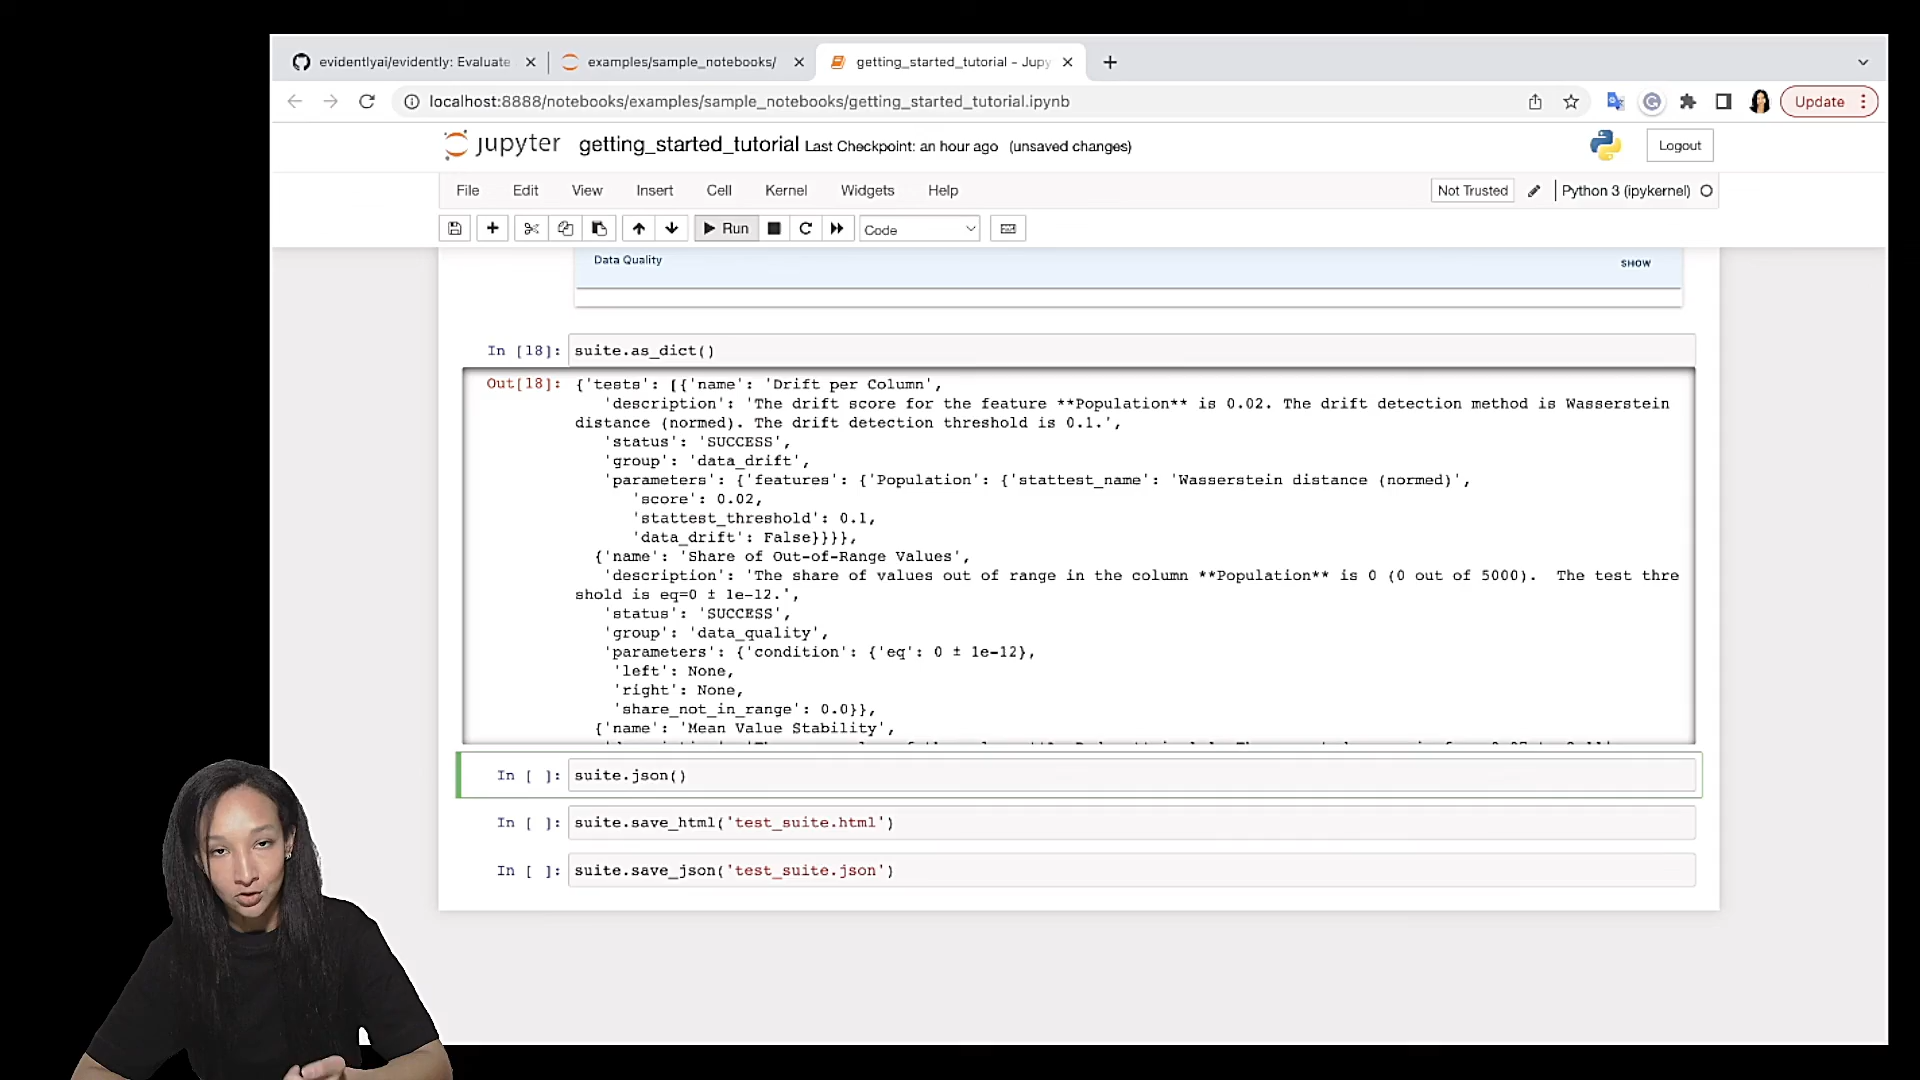 evidentlyai/evidently: Evaluate
examples/sample_notebooks/
getting_started_tutorial - Jupy
localhost:8888/notebooks/examples/sample_notebooks/getting_started_tutorial.ipynb
Update
jupyter getting_started_tutorial Last Checkpoint: an hour ago (unsaved changes)
Logout
File Edit View Insert Cell Kernel Widgets Help
Not Trusted
Python 3 (ipykernel)
Run
Code
Data Quality
SHOW
In [18]: suite.as_dict()
Out[18]: {'tests': [{'name': 'Drift per Column',
'description': 'The drift score for the feature **Population** is 0.02. The drift detection method is Wasserstein
distance (normed). The drift detection threshold is 0.1.',
'status': 'SUCCESS',
'group': 'data_drift',
'parameters': {'features': {'Population': {'stattest_name': 'Wasserstein distance (normed)',
'score': 0.02,
'stattest_threshold': 0.1,
'data_drift': False}}}},
{'name': 'Share of Out-of-Range Values',
'description': 'The share of values out of range in the column **Population** is 0 (0 out of 5000).  The test thre
shold is eq=0 ± 1e-12.',
'status': 'SUCCESS',
'group': 'data_quality',
'parameters': {'condition': {'eq': 0 ± 1e-12},
'left': None,
'right': None,
'share_not_in_range': 0.0}},
{'name': 'Mean Value Stability',
In [ ]: suite.json()
In [ ]: suite.save_html('test_suite.html')
In [ ]: suite.save_json('test_suite.json')